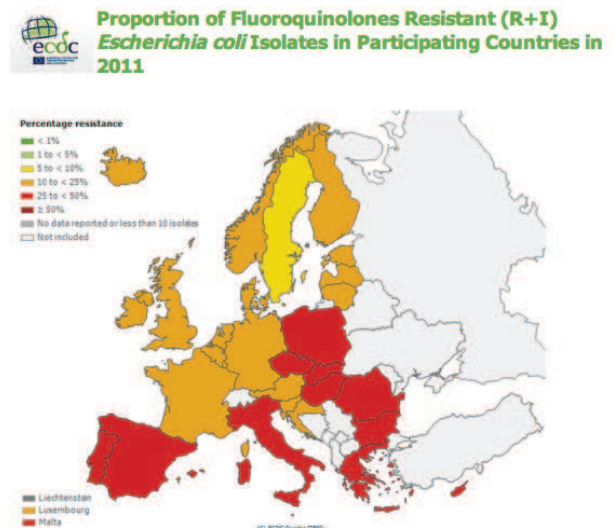 ecdc
Proportion of Fluoroquinolones Resistant (R+I)
Escherichia coli Isolates in Participating Countries in
2011
Percentage resistance
< 1%
1 to < 5%
5 to < 10%
10 to < 25%
25 to < 50%
≥ 50%
No data reported or less than 10 isolates
Not included
Liechtenstein
Luxembourg
Malta